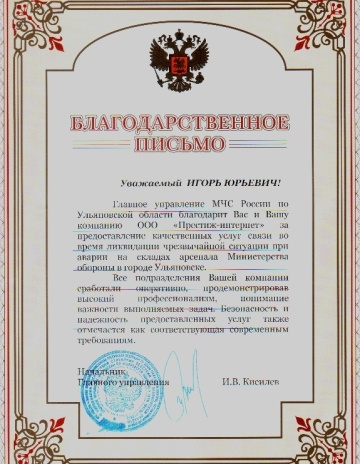 БЛАГОДАРСТВЕННОЕ
ПИСЬМО
Уважаемый ИГОРЬ ЮРЬЕВИЧ!
Главное управление МЧС России по
Ульяновской области благодарит Вас и Вашу
компанию ООО «Престиж-интернет» за
предоставление качественных услуг связи во
время ликвидации чрезвычайной ситуации при
аварии на складах арсенала Министерства
обороны в городе Ульяновске.
Все подразделения Вашей компании
сработали оперативно, продемонстрировав
высокий профессионализм, понимание
важности выполняемых задач. Безопасность и
надежность предоставленных услуг также
отмечается как соответствующая современным
требованиям.
Начальник
Главного управления И.В. Кисилев